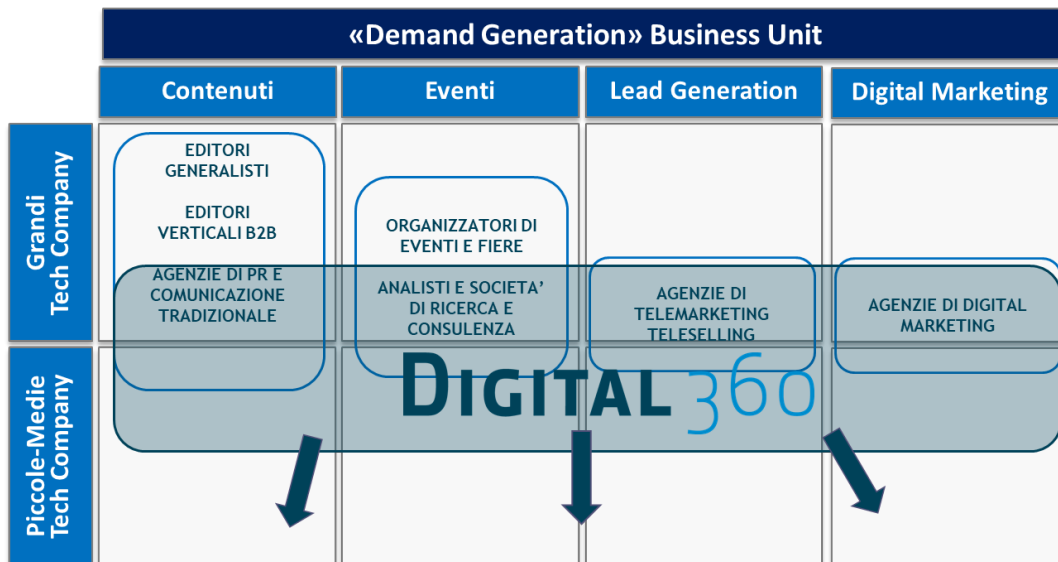 «Demand Generation» Business Unit
Contenuti
Eventi
Lead Generation
Digital Marketing
Grandi
Tech Company
EDITORI
GENERALISTI
EDITORI
VERTICALI B2B
AGENZIE DI PR E
COMUNICAZIONE
TRADIZIONALE
ORGANIZZATORI DI
EVENTI E FIERE
ANALISTI E SOCIETA'
DI RICERCA E
CONSULENZA
AGENZIE DI
TELEMARKETING
TELESELLING
AGENZIE DI DIGITAL
MARKETING
DIGITAL 360
Piccole-Medie
Tech Company